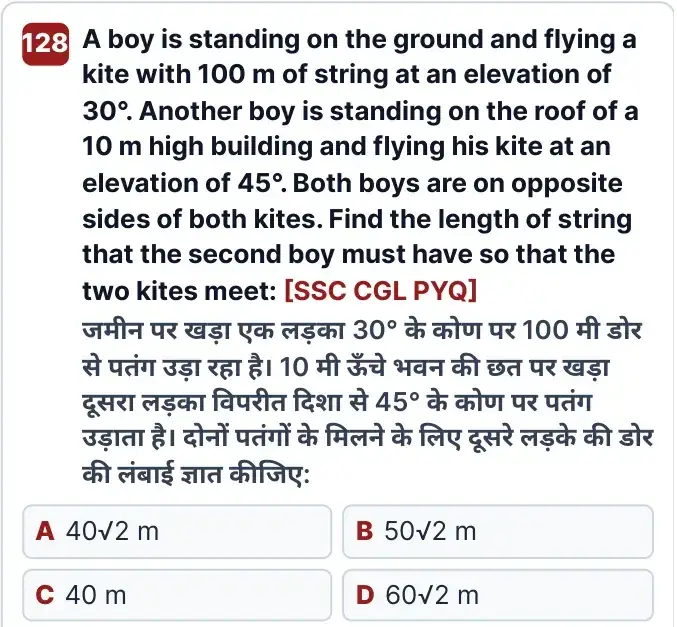 128 A boy is standing on the ground and flying a
kite with 100 m of string at an elevation of
30°. Another boy is standing on the roof of a
10 m high building and flying his kite at an
elevation of 45°. Both boys are on opposite
sides of both kites. Find the length of string
that the second boy must have so that the
two kites meet: [SSC CGL PYQ]
जमीन पर खड़ा एक लड़का 30° के कोण पर 100 मी डोर
से पतंग उड़ा रहा है। 10 मी ऊँचे भवन की छत पर खड़ा
दूसरा लड़का विपरीत दिशा से 45° के कोण पर पतंग
उड़ाता है। दोनों पतंगों के मिलने के लिए दूसरे लड़के की डोर
की लंबाई ज्ञात कीजिए:
A 40√2 m
B 50√2 m
C 40 m
D 60√2 m